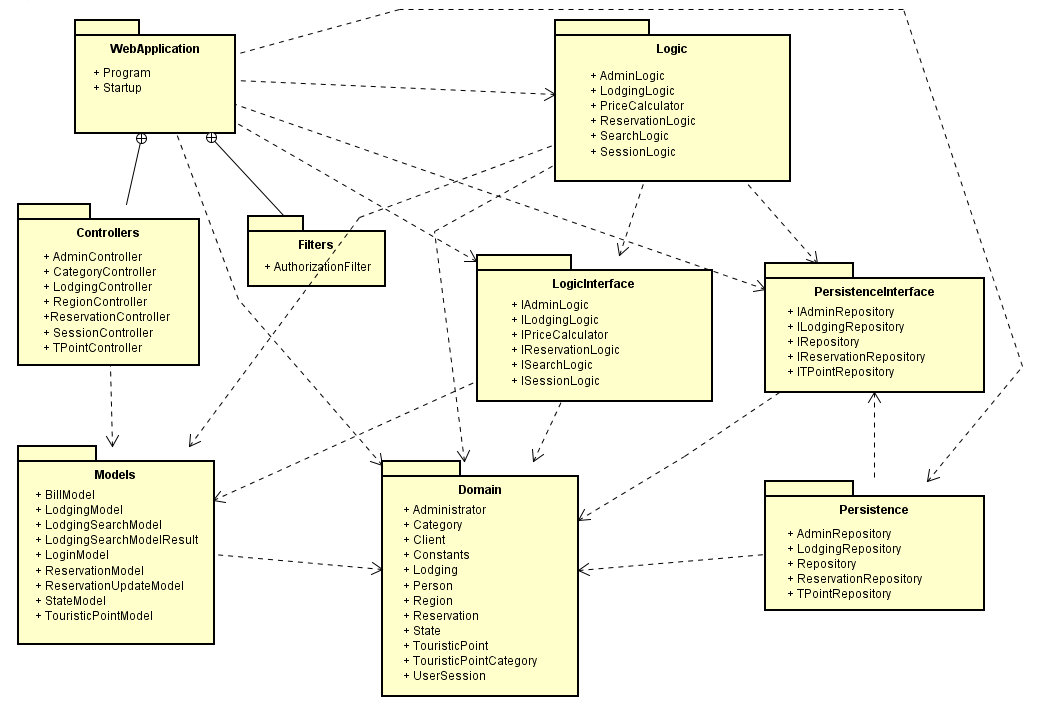 WebApplication
+ Program
+ Startup
Logic
+ AdminLogic
+ LodgingLogic
+ PriceCalculator
+ ReservationLogic
+ SearchLogic
+ SessionLogic
Controllers
+ AdminController
+ CategoryController
+ LodgingController
+ RegionController
+ReservationController
+ SessionController
+ TPointController
Filters
+ AuthorizationFilter
LogicInterface
+ IAdminLogic
+ ILodgingLogic
+ IPriceCalculator
+ IReservationLogic
+ ISearchLogic
+ ISessionLogic
PersistenceInterface
+ IAdminRepository
+ ILodgingRepository
+ IRepository
+ IReservationRepository
+ ITPointRepository
Models
+ BillModel
+ LodgingModel
+ LodgingSearchModel
+ LodgingSearchModelResult
+ LoginModel
+ ReservationModel
+ ReservationUpdateModel
+ StateModel
+ TouristicPointModel
Domain
+ Administrator
+ Category
+ Client
+ Constants
+ Lodging
+ Person
+ Region
+ Reservation
+ State
+ TouristicPoint
+ TouristicPointCategory
+ UserSession
Persistence
+ AdminRepository
+ LodgingRepository
+ Repository
+ ReservationRepository
+ TPointRepository